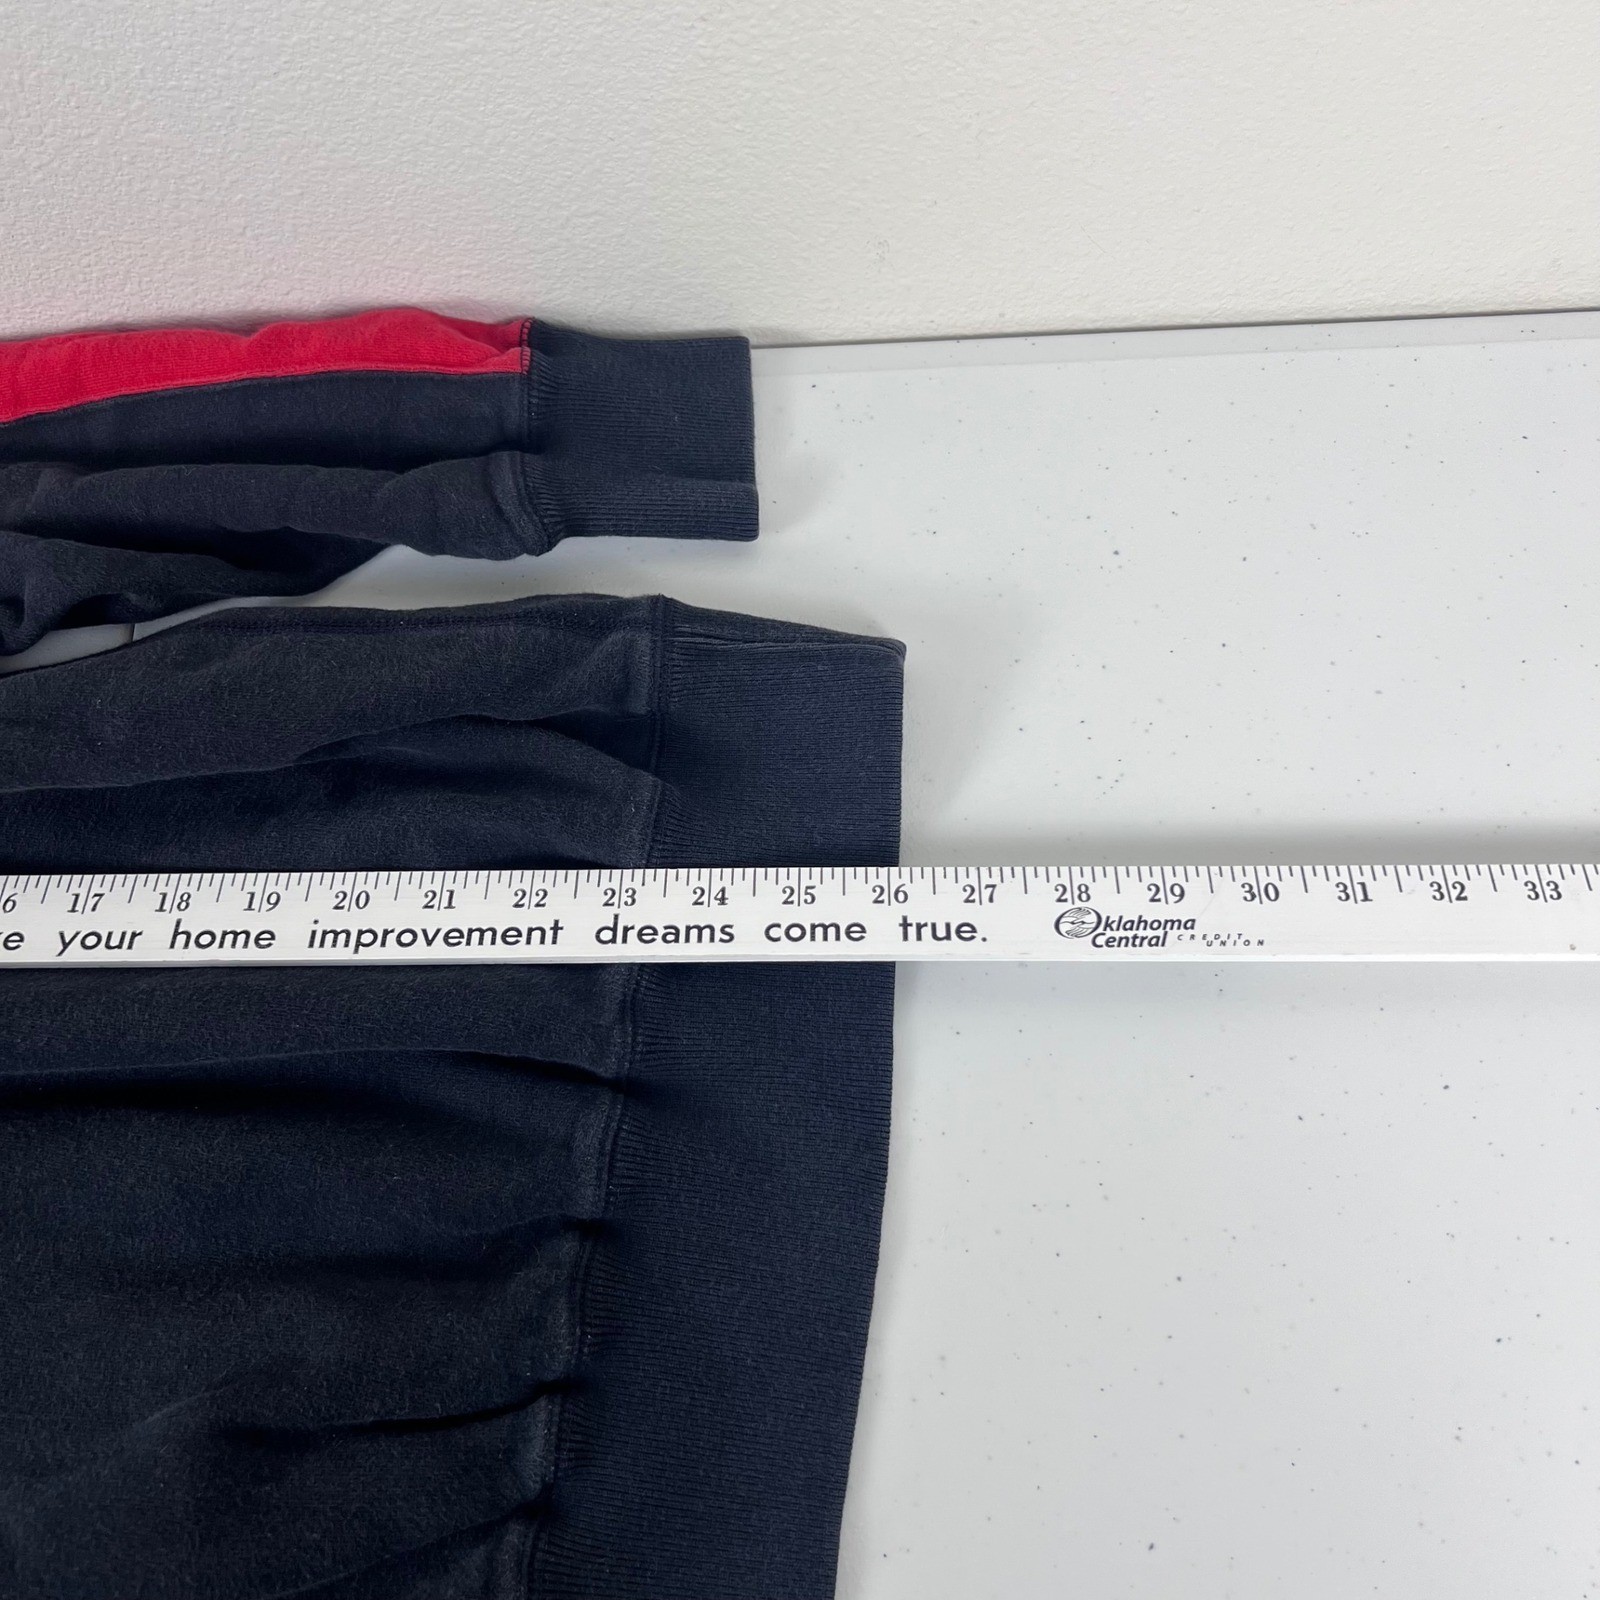 6 17 18 19 20 21 22 23 24 25 26 27 28 29 30 31 32 33
your home improvement dreams come true. Oklahoma
Central CREDIT
UNION